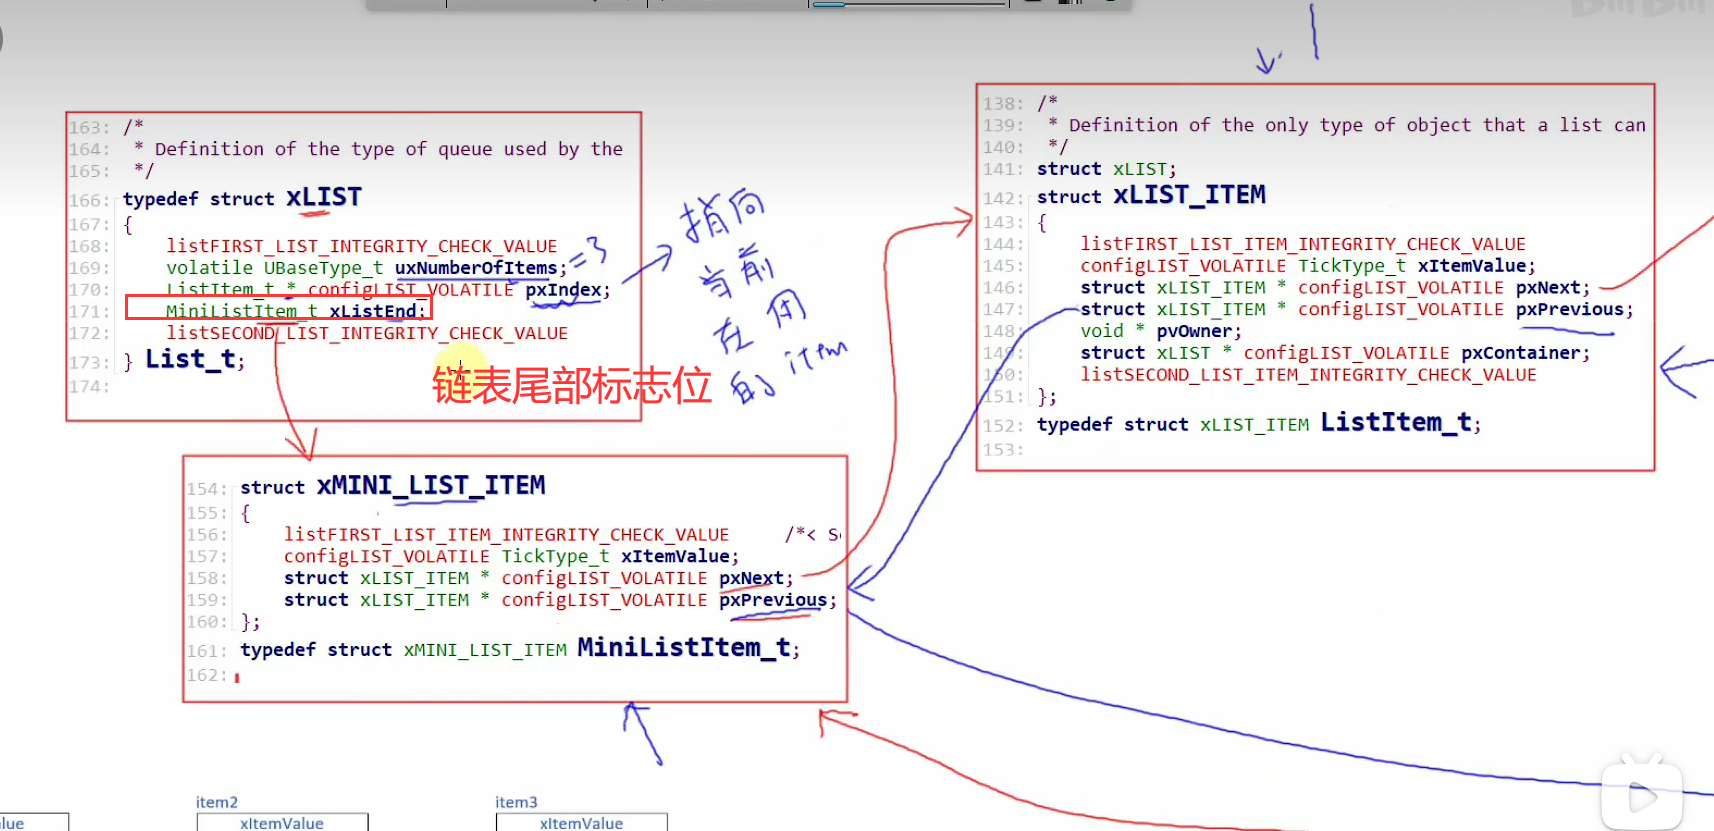 BiliBili
163: /*
164: * Definition of the type of queue used by the
165: */
166: typedef struct xLIST
167: {
168: listFIRST_LIST_INTEGRITY_CHECK_VALUE
169: volatile UBaseType_t uxNumberOfItems; =3
170: ListItem_t * configLIST_VOLATILE pxIndex;
171: MiniListItem_t xListEnd;
172: listSECOND_LIST_INTEGRITY_CHECK_VALUE
173: } List_t;
174:
链表尾部标志位
指向
当前
在用
的 item
138: /*
139: * Definition of the only type of object that a list can
140: */
141: struct xLIST;
142: struct xLIST_ITEM
143: {
144: listFIRST_LIST_ITEM_INTEGRITY_CHECK_VALUE
145: configLIST_VOLATILE TickType_t xItemValue;
146: struct xLIST_ITEM * configLIST_VOLATILE pxNext;
147: struct xLIST_ITEM * configLIST_VOLATILE pxPrevious;
148: void * pvOwner;
149: struct xLIST * configLIST_VOLATILE pxContainer;
150: listSECOND_LIST_ITEM_INTEGRITY_CHECK_VALUE
151: };
152: typedef struct xLIST_ITEM ListItem_t;
153:
154: struct xMINI_LIST_ITEM
155: {
156: listFIRST_LIST_ITEM_INTEGRITY_CHECK_VALUE /*< S
157: configLIST_VOLATILE TickType_t xItemValue;
158: struct xLIST_ITEM * configLIST_VOLATILE pxNext;
159: struct xLIST_ITEM * configLIST_VOLATILE pxPrevious;
160: };
161: typedef struct xMINI_LIST_ITEM MiniListItem_t;
162:
item2
item3
lue
xItemValue
xItemValue